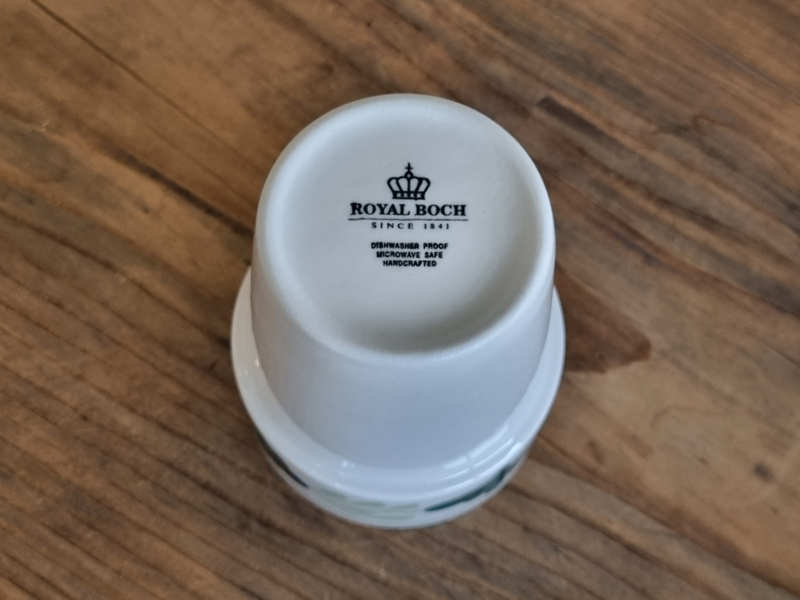 ROYAL BOCH
SINCE 1841
DISHWASHER PROOF
MICROWAVE SAFE
HANDCRAFTED